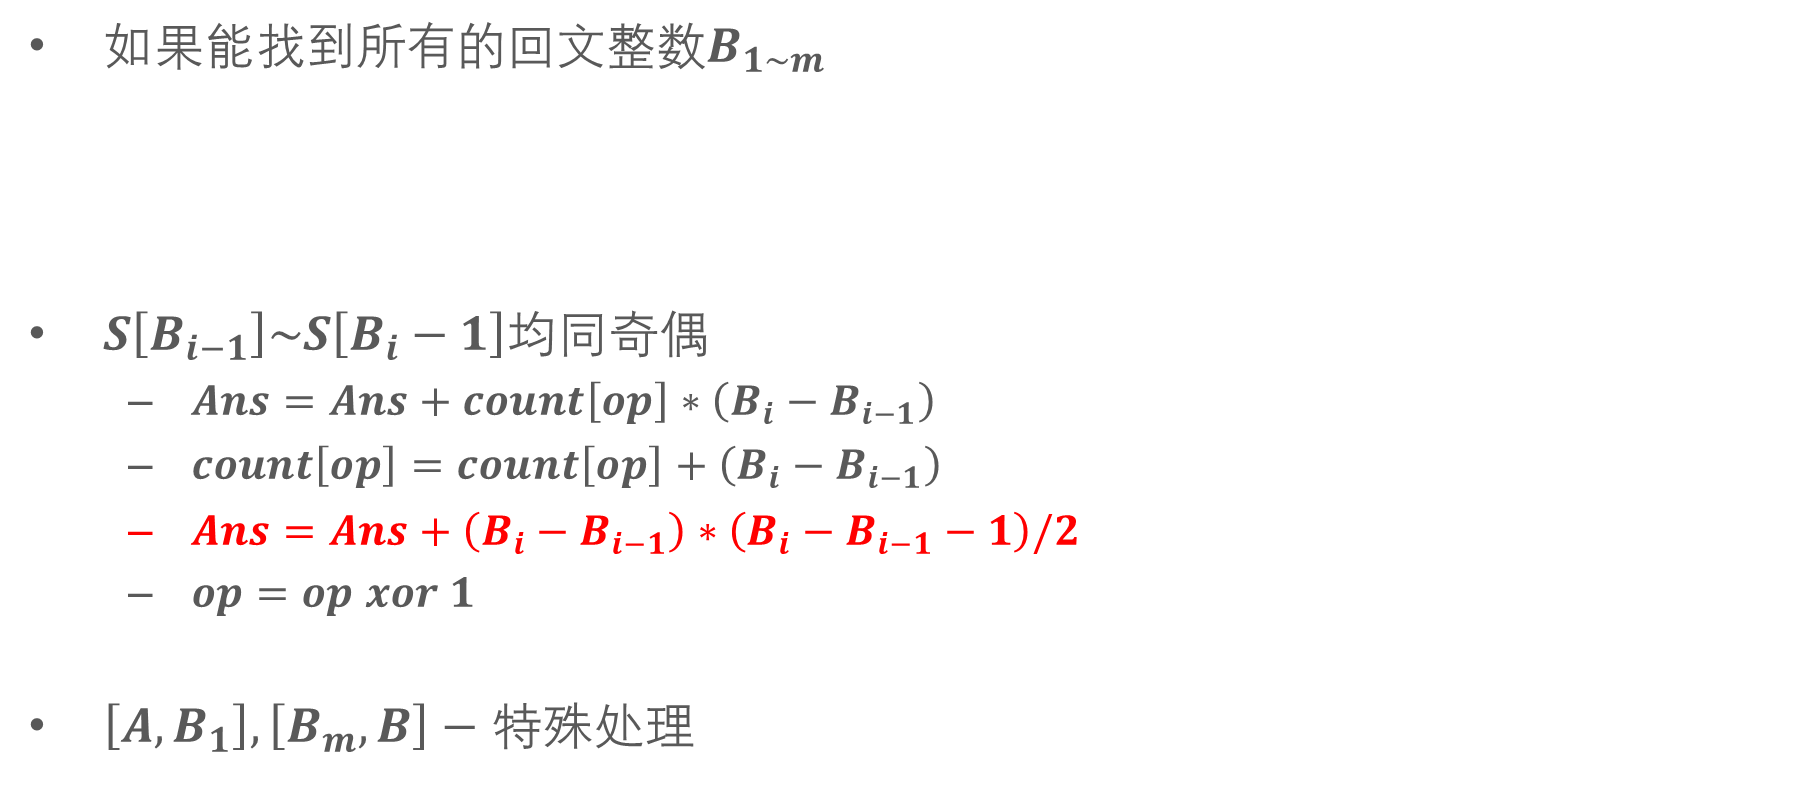 • 如果能找到所有的回文整数B₁~ₘ
• S[Bᵢ₋₁]~S[Bᵢ − 1]均同奇偶
– Ans = Ans + count[op] ∗ (Bᵢ − Bᵢ₋₁)
– count[op] = count[op] + (Bᵢ − Bᵢ₋₁)
– Ans = Ans + (Bᵢ − Bᵢ₋₁) ∗ (Bᵢ − Bᵢ₋₁ − 1)/2
– op = op xor 1
• [A, B₁], [Bₘ, B] − 特殊处理